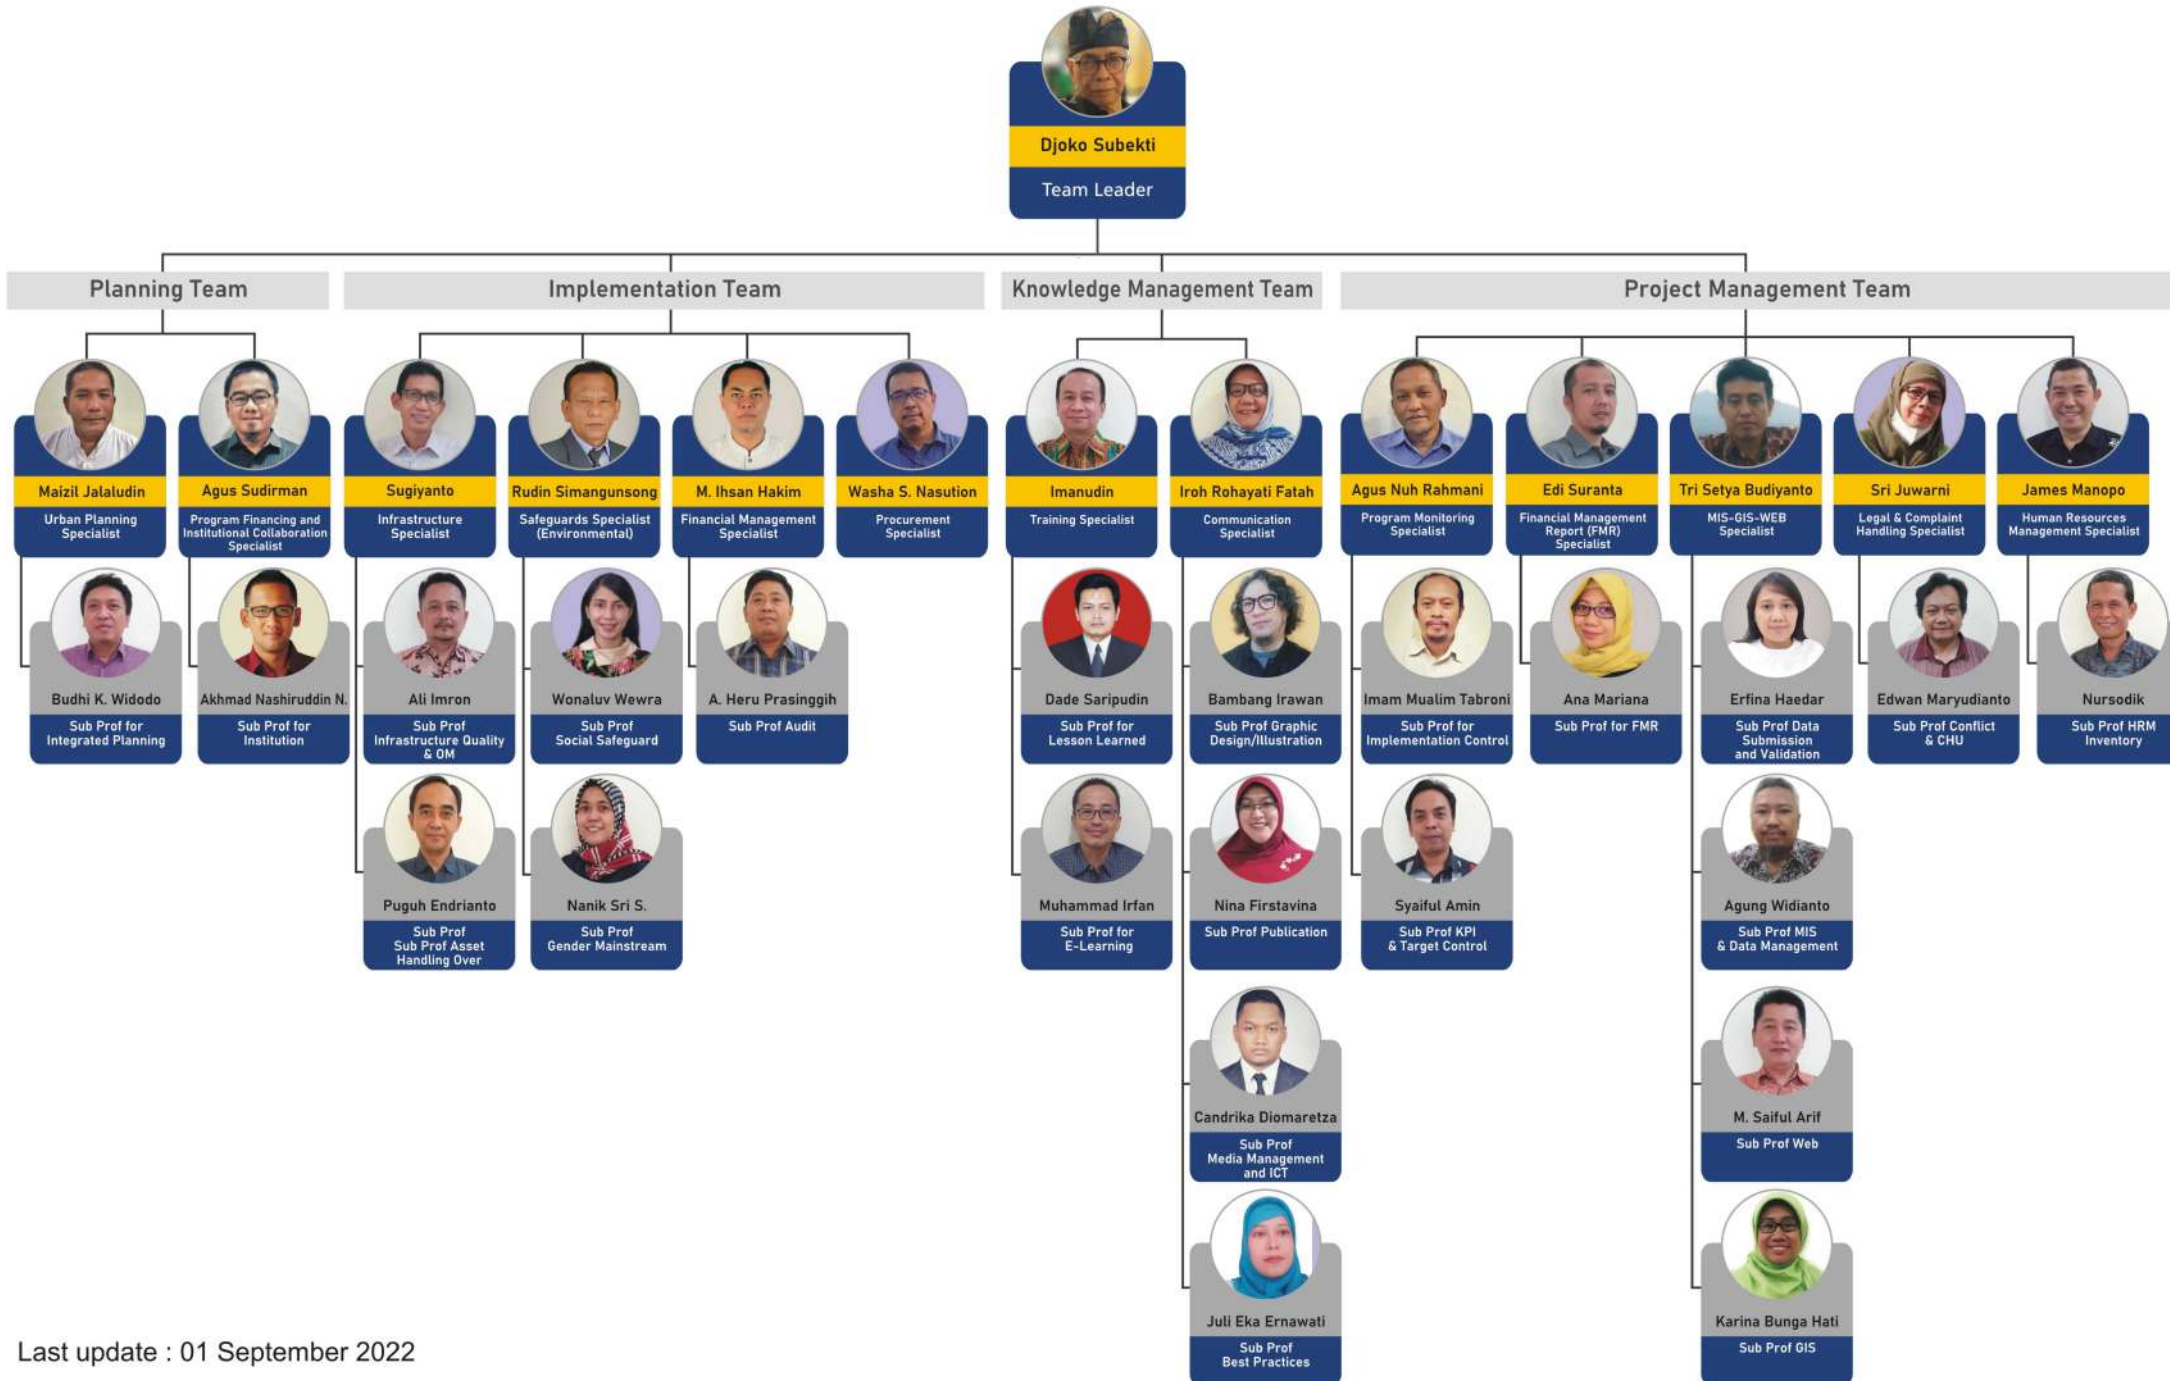 Djoko Subekti
Team Leader
Planning Team
Implementation Team
Knowledge Management Team
Project Management Team
Maizil Jalaludin
Urban Planning
Specialist
Agus Sudirman
Program Financing and
Institutional Collaboration
Specialist
Sugiyanto
Infrastructure
Specialist
Rudin Simangunsong
Safeguards Specialist
(Environmental)
M. Ihsan Hakim
Financial Management
Specialist
Washa S. Nasution
Procurement
Specialist
Imanudin
Training Specialist
Iroh Rohayati Fatah
Communication
Specialist
Agus Nuh Rahmani
Program Monitoring
Specialist
Edi Suranta
Financial Management
Report (FMR)
Specialist
Tri Setya Budiyanto
MIS-GIS-WEB
Specialist
Sri Juwarni
Legal & Complaint
Handling Specialist
James Manopo
Human Resources
Management Specialist
Budhi K. Widodo
Sub Prof for
Integrated Planning
Akhmad Nashiruddin N.
Sub Prof for
Institution
Ali Imron
Sub Prof
Infrastructure Quality
& OM
Wonaluv Wewra
Sub Prof
Social Safeguard
A. Heru Prasinggih
Sub Prof Audit
Dade Saripudin
Sub Prof for
Lesson Learned
Bambang Irawan
Sub Prof Graphic
Design/Illustration
Imam Mualim Tabroni
Sub Prof for
Implementation Control
Ana Mariana
Sub Prof for FMR
Erfina Haedar
Sub Prof Data
Submission
and Validation
Edwan Maryudianto
Sub Prof Conflict
& CHU
Nursodik
Sub Prof HRM
Inventory
Puguh Endrianto
Sub Prof
Sub Prof Asset
Handling Over
Nanik Sri S.
Sub Prof
Gender Mainstream
Muhammad Irfan
Sub Prof for
E-Learning
Nina Firstavina
Sub Prof Publication
Syaiful Amin
Sub Prof KPI
& Target Control
Agung Widianto
Sub Prof MIS
& Data Management
Candrika Diomaretza
Sub Prof
Media Management
and ICT
M. Saiful Arif
Sub Prof Web
Juli Eka Ernawati
Sub Prof
Best Practices
Karina Bunga Hati
Sub Prof GIS
Last update : 01 September 2022